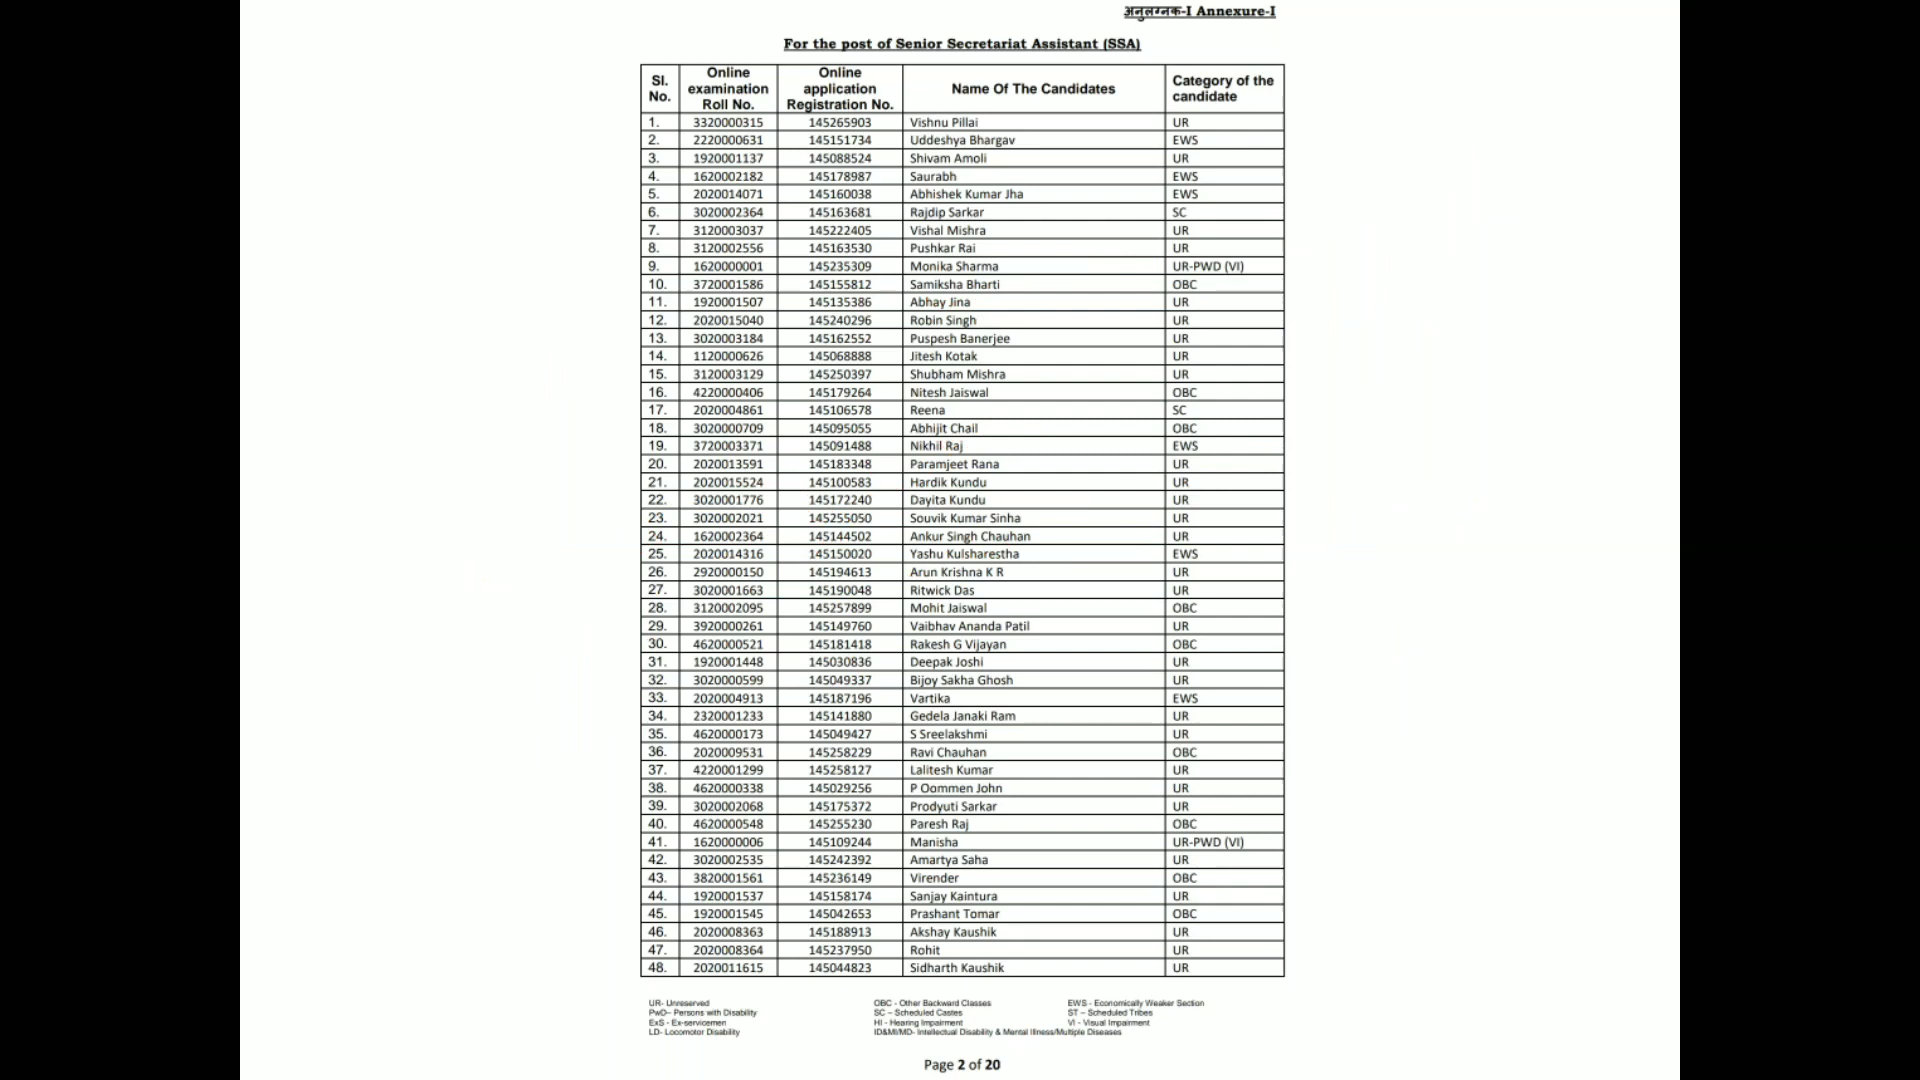 अनुलग्नक-I Annexure-I
For the post of Senior Secretariat Assistant (SSA)
Sl. No. Online examination Roll No. Online application Registration No. Name Of The Candidates Category of the candidate
1. 3320000315 145265903 Vishnu Pillai UR
2. 2220000631 145151734 Uddeshya Bhargav EWS
3. 1920001137 145088524 Shivam Amoli UR
4. 1620002182 145178987 Saurabh EWS
5. 2020014071 145160038 Abhishek Kumar Jha EWS
6. 3020002364 145163681 Rajdip Sarkar SC
7. 3120003037 145222405 Vishal Mishra UR
8. 3120002556 145163530 Pushkar Rai UR
9. 1620000001 145235309 Monika Sharma UR-PWD (VI)
10. 3720001586 145155812 Samiksha Bharti OBC
11. 1920001507 145135386 Abhay Jina UR
12. 2020015040 145240296 Robin Singh UR
13. 3020003184 145162552 Puspesh Banerjee UR
14. 1120000626 145068888 Jitesh Kotak UR
15. 3120003129 145250397 Shubham Mishra UR
16. 4220000406 145179264 Nitesh Jaiswal OBC
17. 2020004861 145106578 Reena SC
18. 3020000709 145095055 Abhijit Chail OBC
19. 3720003371 145091488 Nikhil Raj EWS
20. 2020013591 145183348 Paramjeet Rana UR
21. 2020015524 145100583 Hardik Kundu UR
22. 3020001776 145172240 Dayita Kundu UR
23. 3020002021 145255050 Souvik Kumar Sinha UR
24. 1620002364 145144502 Ankur Singh Chauhan UR
25. 2020014316 145150020 Yashu Kulsharestha EWS
26. 2920000150 145194613 Arun Krishna K R UR
27. 3020001663 145190048 Ritwick Das UR
28. 3120002095 145257899 Mohit Jaiswal OBC
29. 3920000261 145149760 Vaibhav Ananda Patil UR
30. 4620000521 145181418 Rakesh G Vijayan OBC
31. 1920001448 145030836 Deepak Joshi UR
32. 3020000599 145049337 Bijoy Sakha Ghosh UR
33. 2020004913 145187196 Vartika EWS
34. 2320001233 145141880 Gedela Janaki Ram UR
35. 4620000173 145049427 S Sreelakshmi UR
36. 2020009531 145258229 Ravi Chauhan OBC
37. 4220001299 145258127 Lalitesh Kumar UR
38. 4620000338 145029256 P Oommen John UR
39. 3020002068 145175372 Prodyuti Sarkar UR
40. 4620000548 145255230 Paresh Raj OBC
41. 1620000006 145109244 Manisha UR-PWD (VI)
42. 3020002535 145242392 Amartya Saha UR
43. 3820001561 145236149 Virender OBC
44. 1920001537 145158174 Sanjay Kaintura UR
45. 1920001545 145042653 Prashant Tomar OBC
46. 2020008363 145188913 Akshay Kaushik UR
47. 2020008364 145237950 Rohit UR
48. 2020011615 145044823 Sidharth Kaushik UR
UR- Unreserved OBC - Other Backward Classes EWS - Economically Weaker Section
PwD– Persons with Disability SC – Scheduled Castes ST – Scheduled Tribes
ExS - Ex-servicemen HI - Hearing Impairment VI - Visual Impairment
LD- Locomotor Disability ID&MI/MD- Intellectual Disability & Mental Illness/Multiple Diseases
Page 2 of 20